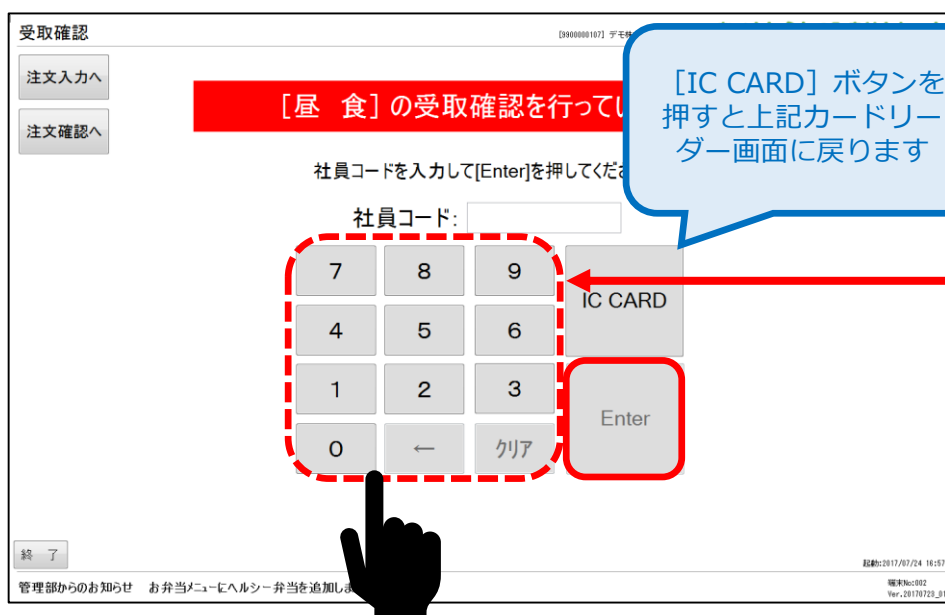 受取確認
[9900000107] デモ
注文入力へ
注文確認へ
[昼 食] の受取確認を行って
[IC CARD] ボタンを
押すと上記カードリー
ダー画面に戻ります
社員コードを入力して[Enter]を押してくだ
社員コード:
7 8 9
IC CARD
4 5 6
1 2 3
Enter
0 ← クリア
終 了
起動:2017/07/24 16:57
管理部からのお知らせ お弁当メニューにヘルシー弁当を追加しま
端末No:002
Ver.20170723_01